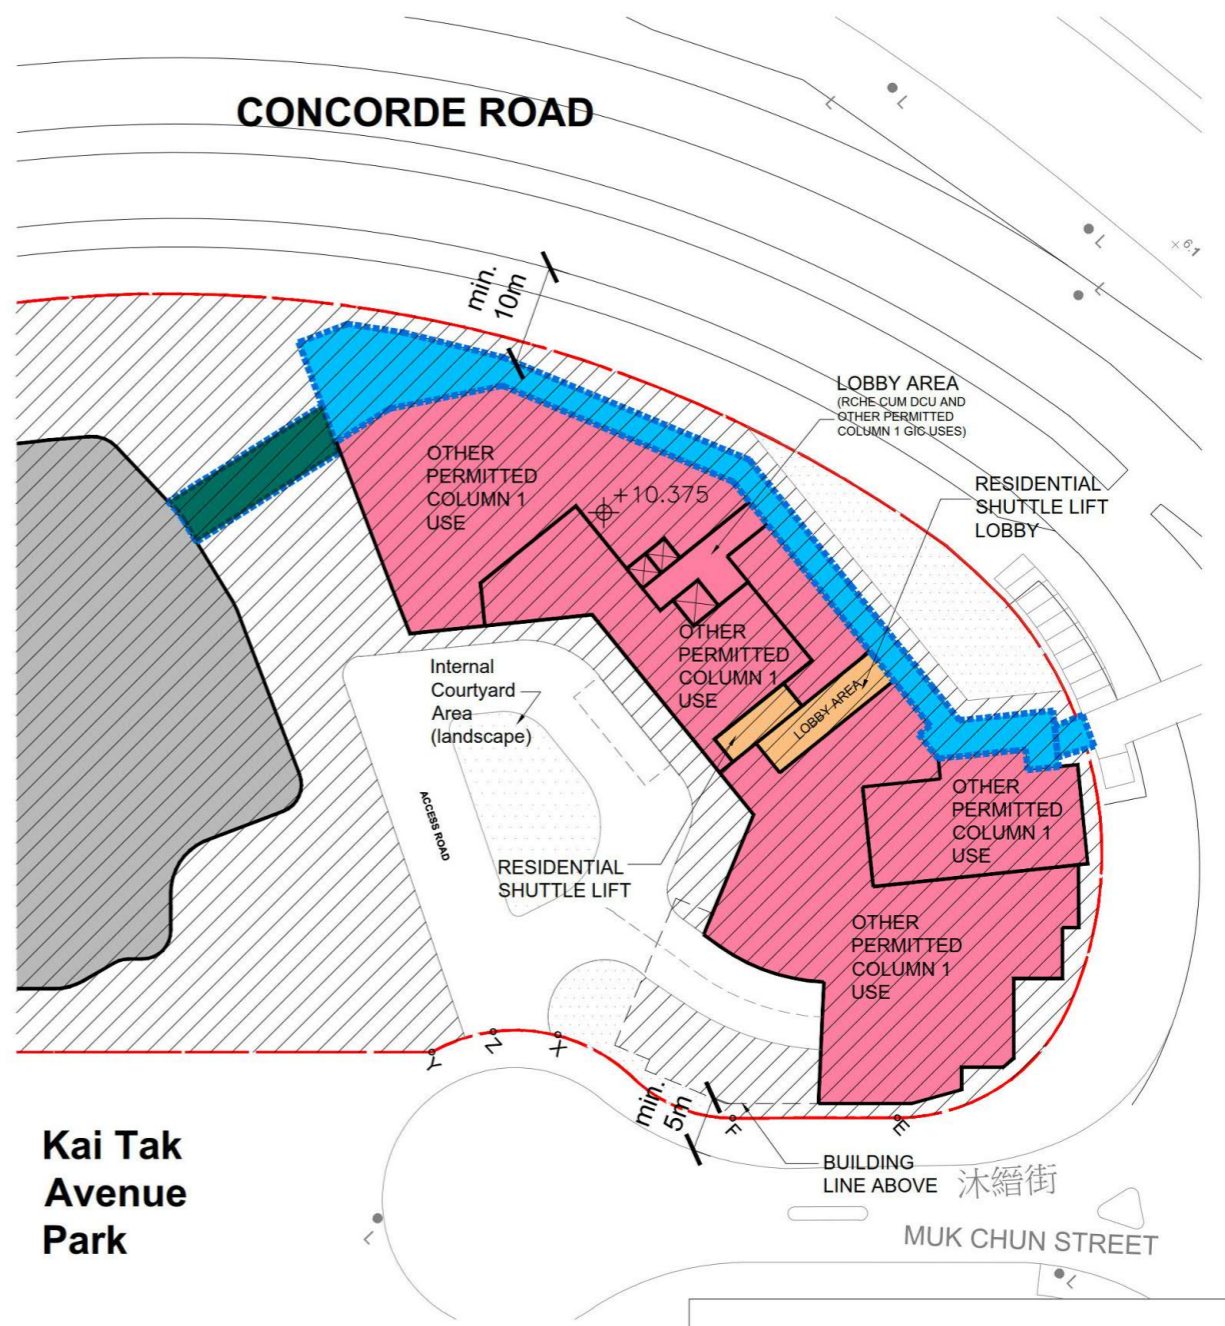 CONCORDE ROAD
L
L
L
L
6.1
min.
10m
LOBBY AREA
(RCHE CUM DCU AND
OTHER PERMITTED
COLUMN 1 GIC USES)
OTHER
PERMITTED
COLUMN 1
USE
+10.375
RESIDENTIAL
SHUTTLE LIFT
LOBBY
OTHER
PERMITTED
COLUMN 1
USE
Internal
Courtyard
Area
(landscape)
LOBBY AREA
ACCESS ROAD
OTHER
PERMITTED
COLUMN 1
USE
RESIDENTIAL
SHUTTLE LIFT
OTHER
PERMITTED
COLUMN 1
USE
Y
Z
X
min.
5m
F
E
Kai Tak
Avenue
Park
BUILDING
LINE ABOVE
沐縉街
MUK CHUN STREET
L
L